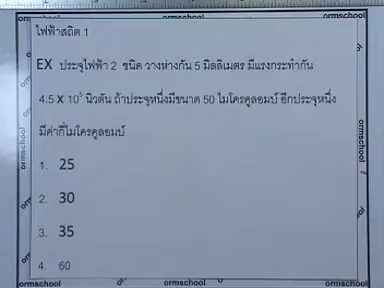 ormschool ormschool ormschool
ไฟฟ้าสถิต 1
EX ประจุไฟฟ้า 2 ชนิด วางห่างกัน 5 มิลลิเมตร มีแรงกระทำกัน
4.5 X 10⁵ นิวตัน ถ้าประจุหนึ่งมีขนาด 50 ไมโครคูลอมบ์ อีกประจุหนึ่ง
มีค่ากี่ไมโครคูลอมบ์
1. 25
2. 30
3. 35
4. 60
ormschool
ormschool
ormschool ormschool ormschool